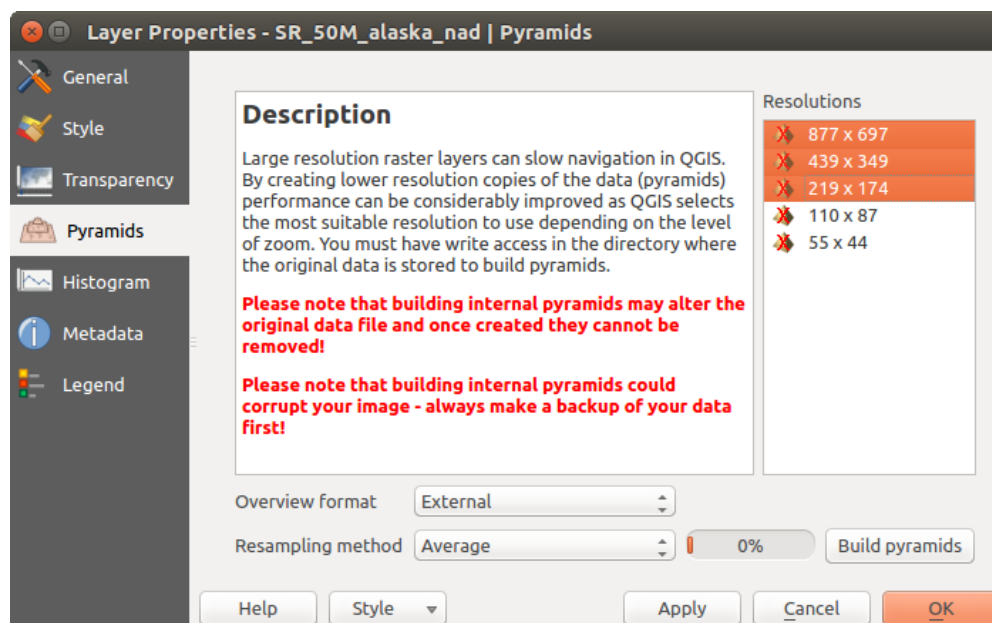 Layer Properties - SR_50M_alaska_nad | Pyramids
General
Style
Transparency
Pyramids
Histogram
Metadata
Legend
Description
Large resolution raster layers can slow navigation in QGIS.
By creating lower resolution copies of the data (pyramids)
performance can be considerably improved as QGIS selects
the most suitable resolution to use depending on the level
of zoom. You must have write access in the directory where
the original data is stored to build pyramids.
Please note that building internal pyramids may alter the
original data file and once created they cannot be
removed!
Please note that building internal pyramids could
corrupt your image - always make a backup of your data
first!
Resolutions
877 x 697
439 x 349
219 x 174
110 x 87
55 x 44
Overview format External
Resampling method Average 0% Build pyramids
Help Style Apply Cancel OK